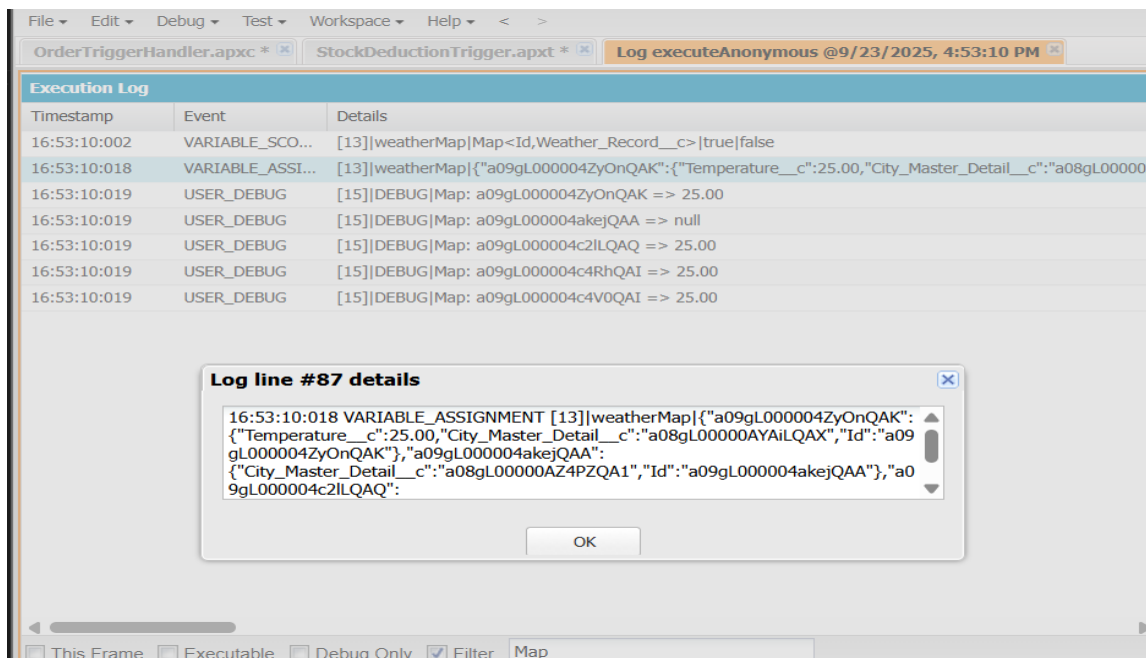 File Edit Debug Test Workspace Help < >
OrderTriggerHandler.apxc * StockDeductionTrigger.apxt * Log executeAnonymous @9/23/2025, 4:53:10 PM
Execution Log
Timestamp Event Details
16:53:10:002 VARIABLE_SCO... [13]|weatherMap|Map<Id,Weather_Record__c>|true|false
16:53:10:018 VARIABLE_ASSI... [13]|weatherMap|{"a09gL000004ZyOnQAK":{"Temperature__c":25.00,"City_Master_Detail__c":"a08gL00000
16:53:10:019 USER_DEBUG [15]|DEBUG|Map: a09gL000004ZyOnQAK => 25.00
16:53:10:019 USER_DEBUG [15]|DEBUG|Map: a09gL000004akejQAA => null
16:53:10:019 USER_DEBUG [15]|DEBUG|Map: a09gL000004c2lLQAQ => 25.00
16:53:10:019 USER_DEBUG [15]|DEBUG|Map: a09gL000004c4RhQAI => 25.00
16:53:10:019 USER_DEBUG [15]|DEBUG|Map: a09gL000004c4V0QAI => 25.00
Log line #87 details
16:53:10:018 VARIABLE_ASSIGNMENT [13]|weatherMap|{"a09gL000004ZyOnQAK":
{"Temperature__c":25.00,"City_Master_Detail__c":"a08gL00000AYAiLQAX","Id":"a09
gL000004ZyOnQAK"},"a09gL000004akejQAA":
{"City_Master_Detail__c":"a08gL00000AZ4PZQA1","Id":"a09gL000004akejQAA"},"a0
9gL000004c2lLQAQ":
OK
This Frame Executable Debug Only Filter Map